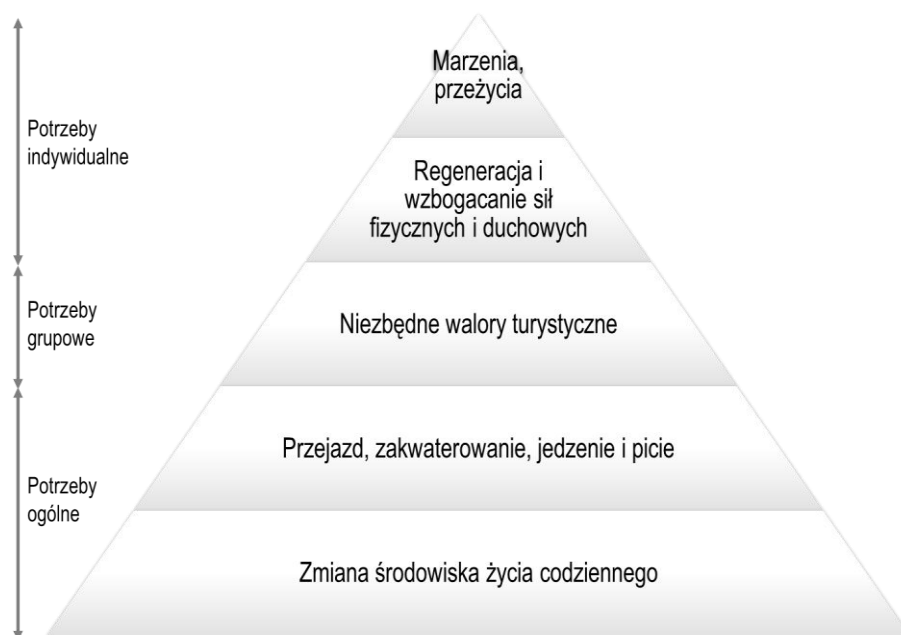 Marzenia,
przeżycia
Potrzeby
indywidualne
Regeneracja i
wzbogacanie sił
fizycznych i duchowych
Potrzeby
grupowe
Niezbędne walory turystyczne
Przejazd, zakwaterowanie, jedzenie i picie
Potrzeby
ogólne
Zmiana środowiska życia codziennego